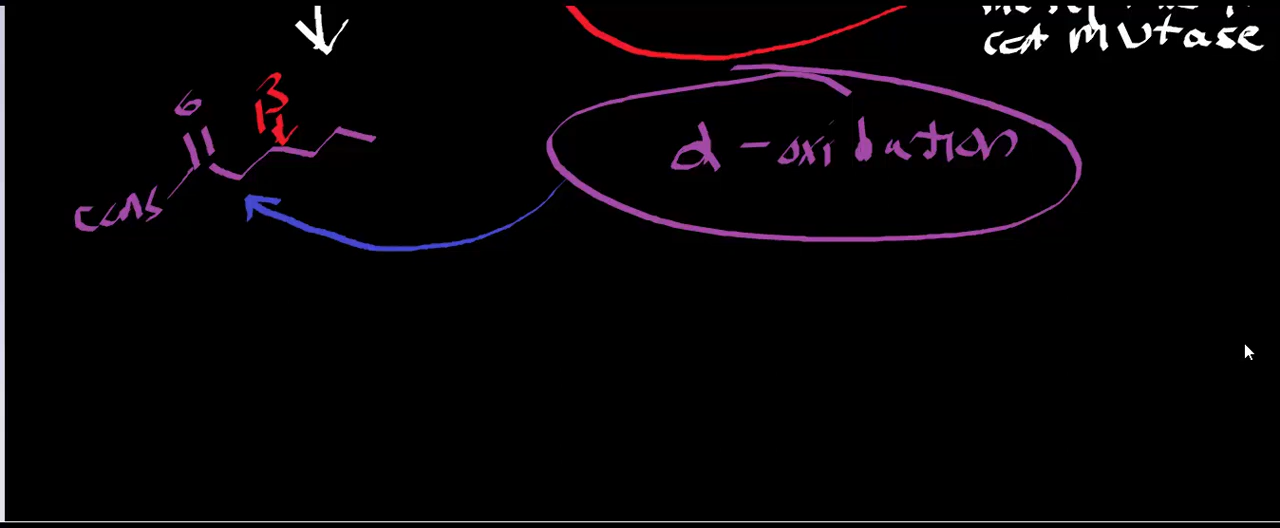 CoA mutase
O
β
CoAS
α-oxidation